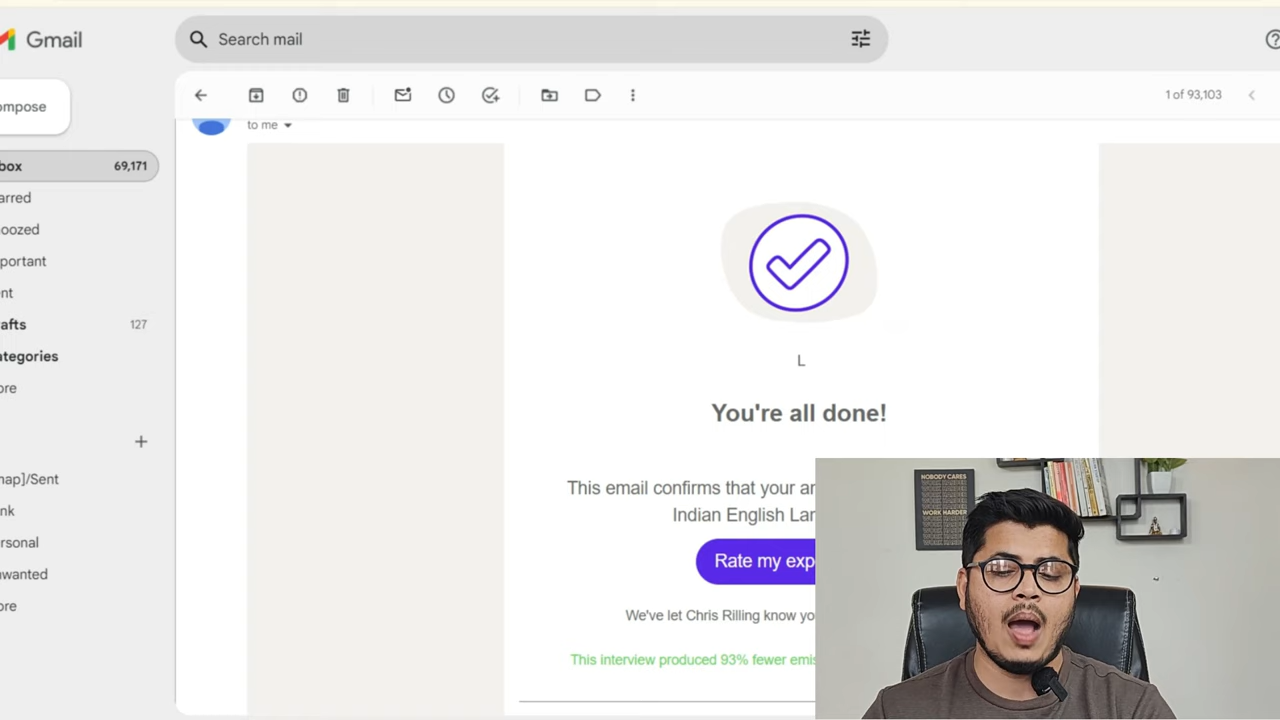 Gmail
Search mail
ompose
1 of 93,103
to me
box 69,171
arred
noozed
portant
nt
afts 127
ategories
ore
nap]/Sent
nk
rsonal
nwanted
ore
L
You're all done!
This email confirms that your an
Indian English Lan
Rate my exp
We've let Chris Rilling know yo
This interview produced 93% fewer emis
NOBODY CARES
WORK HARDER